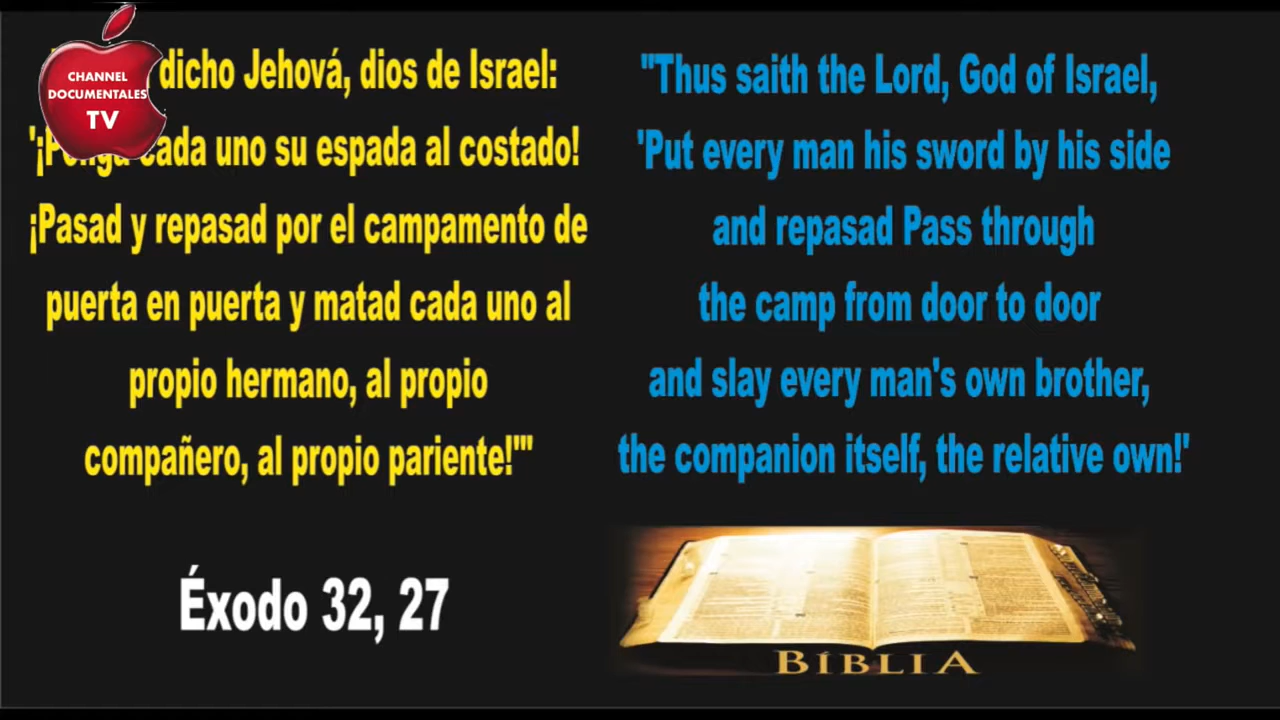 CHANNEL
DOCUMENTALES
TV
dicho Jehová, dios de Israel:
'¡Ponga cada uno su espada al costado!
¡Pasad y repasad por el campamento de
puerta en puerta y matad cada uno al
propio hermano, al propio
compañero, al propio pariente!'"
Éxodo 32, 27
"Thus saith the Lord, God of Israel,
'Put every man his sword by his side
and repasad Pass through
the camp from door to door
and slay every man's own brother,
the companion itself, the relative own!'
BÍBLIA